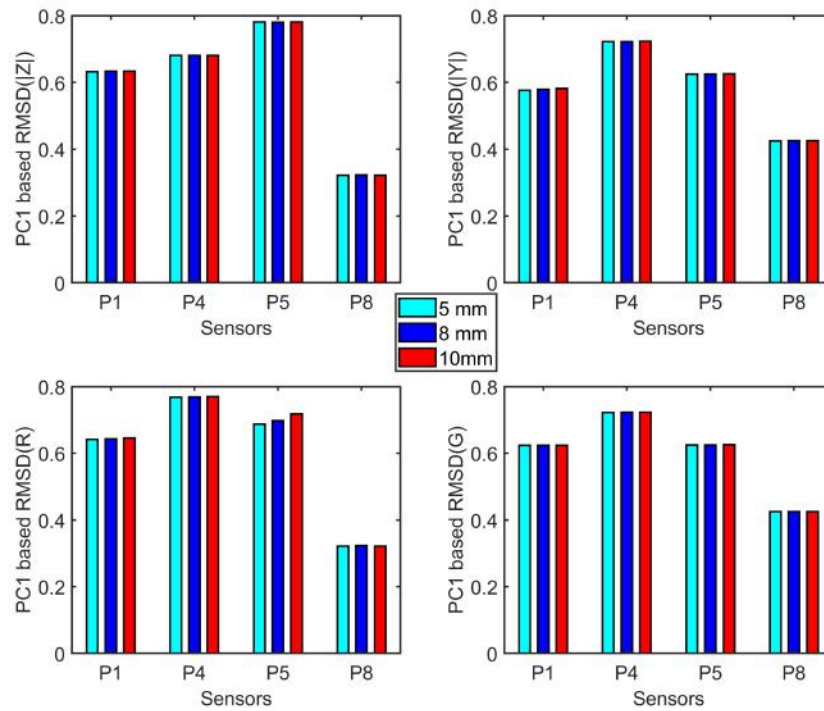 PC1 based RMSD(|Z|)
0.8
0.6
0.4
0.2
0
P1 P4 P5 P8
Sensors
PC1 based RMSD(|Y|)
0.8
0.6
0.4
0.2
0
P1 P4 P5 P8
Sensors
5 mm
8 mm
10mm
PC1 based RMSD(R)
0.8
0.6
0.4
0.2
0
P1 P4 P5 P8
Sensors
PC1 based RMSD(G)
0.8
0.6
0.4
0.2
0
P1 P4 P5 P8
Sensors